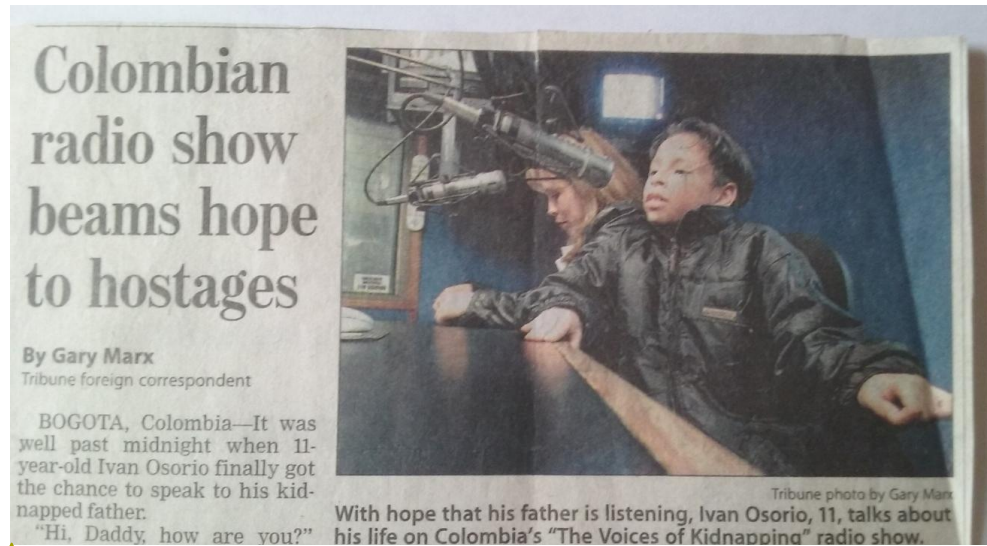 Colombian
radio show
beams hope
to hostages
By Gary Marx
Tribune foreign correspondent
BOGOTA, Colombia—It was
well past midnight when 11-
year-old Ivan Osorio finally got
the chance to speak to his kid-
napped father.
"Hi, Daddy, how are you?"
Tribune photo by Gary Marx
With hope that his father is listening, Ivan Osorio, 11, talks about
his life on Colombia's "The Voices of Kidnapping" radio show.